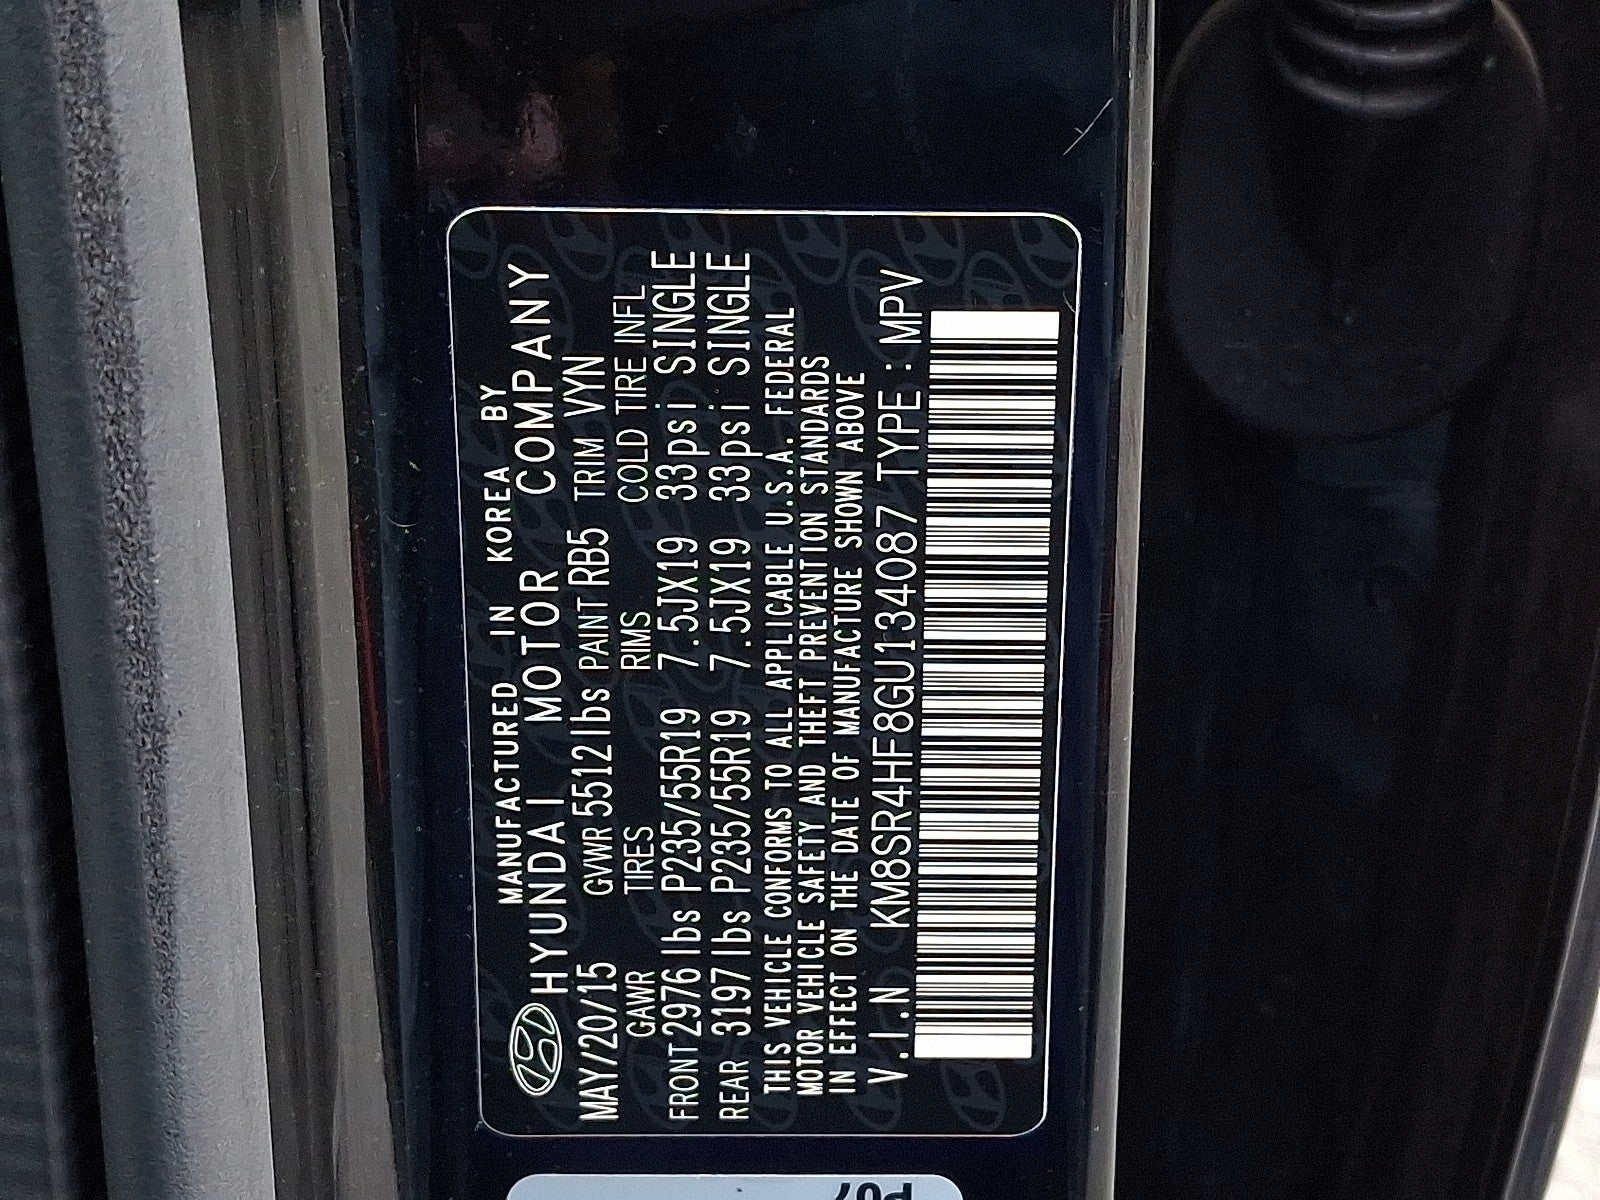 MANUFACTURED IN KOREA BY
HYUNDAI MOTOR COMPANY
MAY/20/15 GVWR 5512lbs PAINT RB5 TRIM VYN
GAWR TIRES RIMS COLD TIRE INFL
FRONT 2976lbs P235/55R19 7.5JX19 33psi SINGLE
REAR 3197lbs P235/55R19 7.5JX19 33psi SINGLE
THIS VEHICLE CONFORMS TO ALL APPLICABLE U.S.A. FEDERAL
MOTOR VEHICLE SAFETY AND THEFT PREVENTION STANDARDS
IN EFFECT ON THE DATE OF MANUFACTURE SHOWN ABOVE
V.I.N KM8SR4HF8GU134087 TYPE : MPV